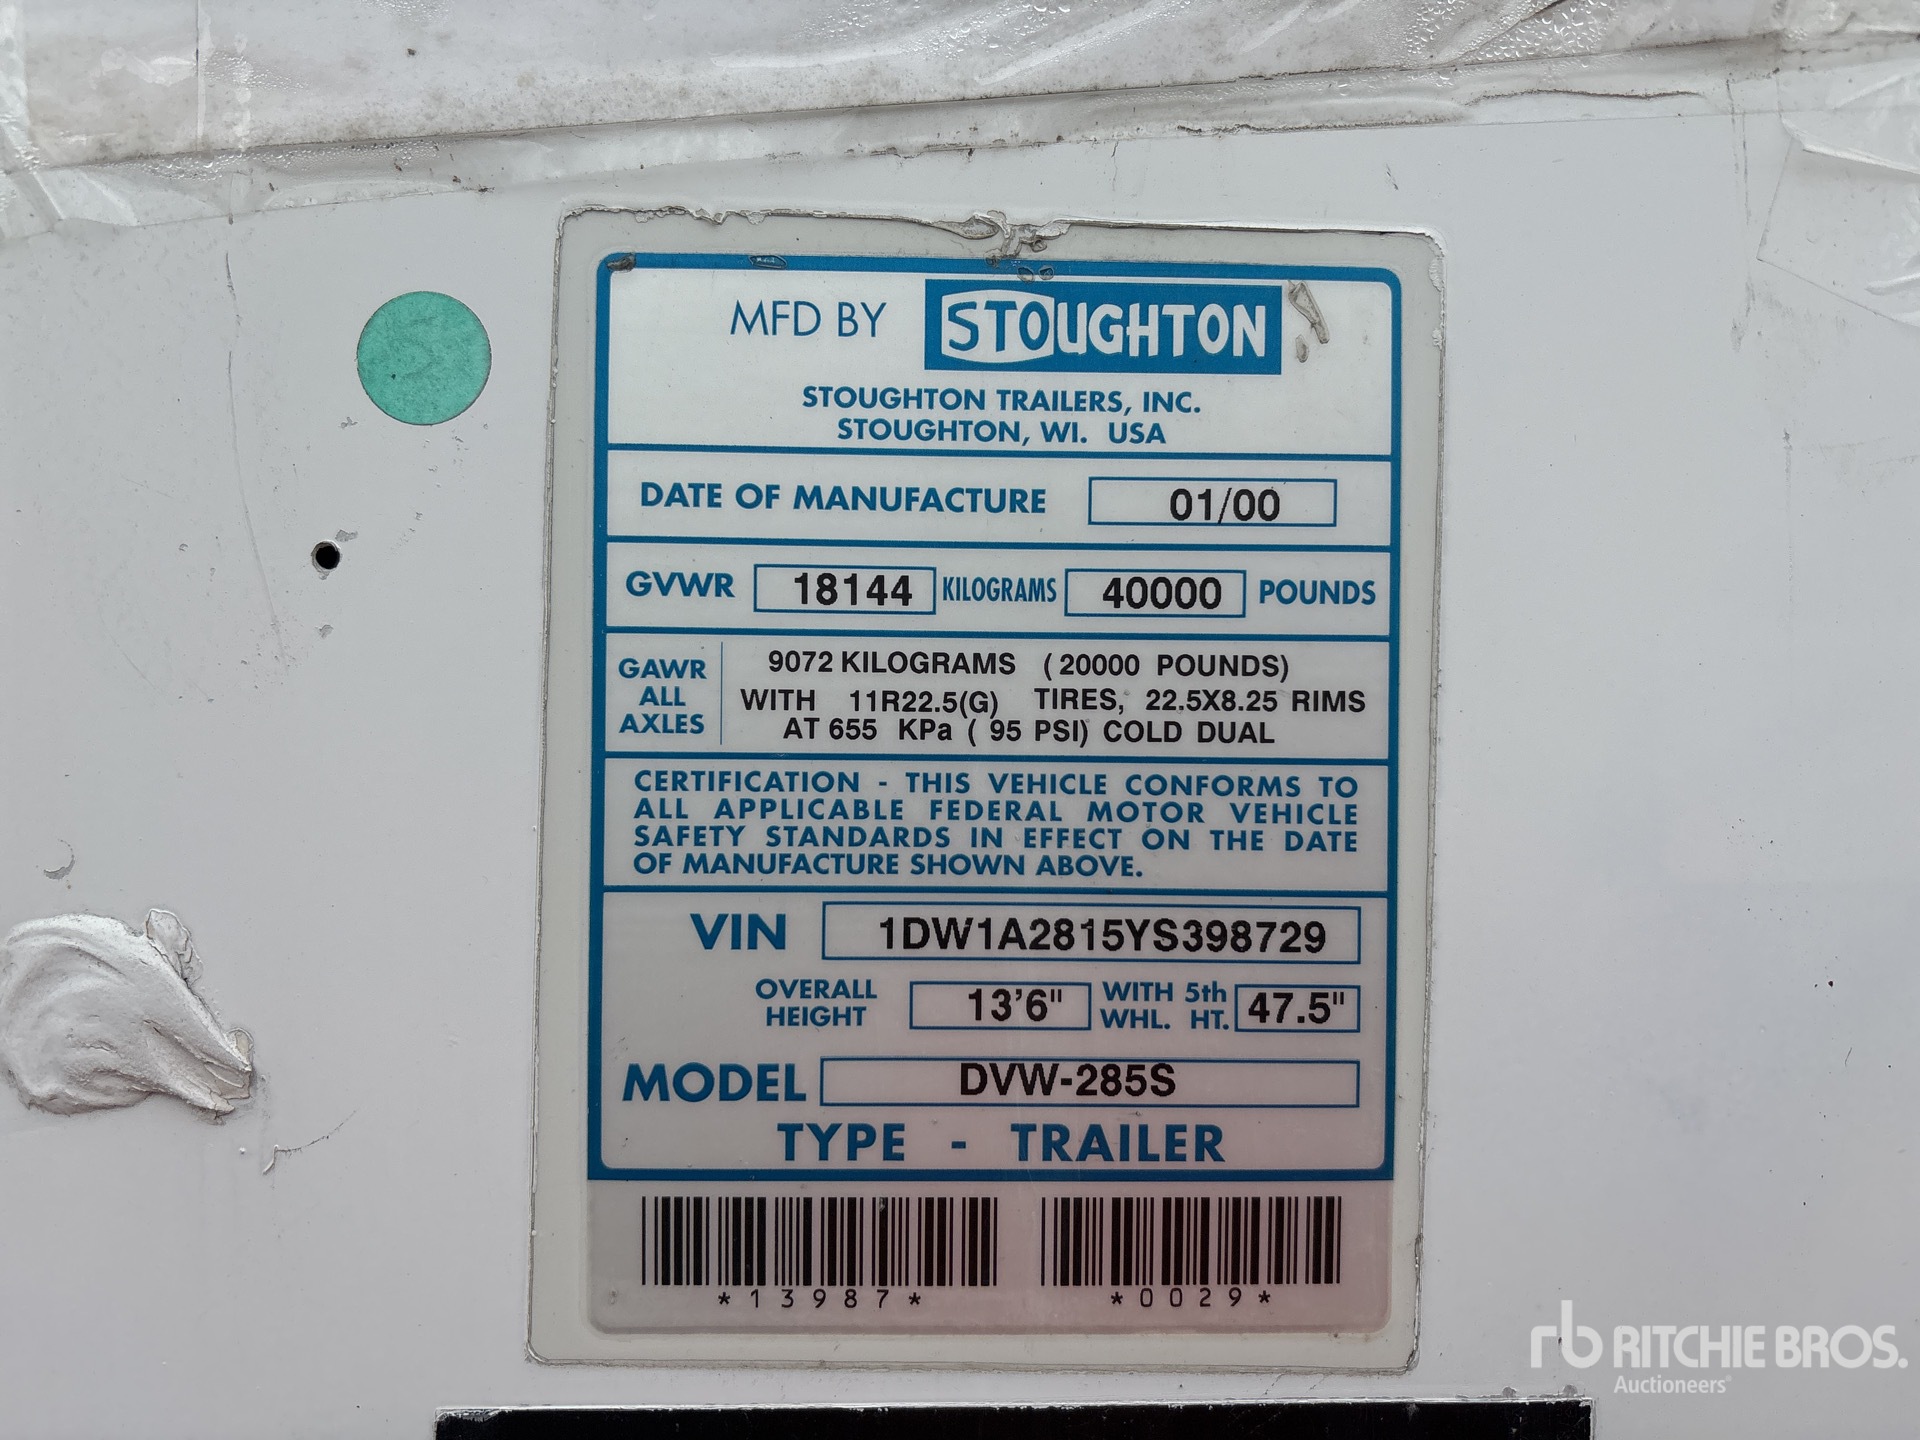 MFD BY STOUGHTON
STOUGHTON TRAILERS, INC.
STOUGHTON, WI. USA
DATE OF MANUFACTURE 01/00
GVWR 18144 KILOGRAMS 40000 POUNDS
GAWR ALL AXLES
9072 KILOGRAMS (20000 POUNDS)
WITH 11R22.5(G) TIRES, 22.5X8.25 RIMS
AT 655 KPa ( 95 PSI) COLD DUAL
CERTIFICATION - THIS VEHICLE CONFORMS TO
ALL APPLICABLE FEDERAL MOTOR VEHICLE
SAFETY STANDARDS IN EFFECT ON THE DATE
OF MANUFACTURE SHOWN ABOVE.
VIN 1DW1A2815YS398729
OVERALL HEIGHT 13'6" WITH 5th WHL. HT. 47.5"
MODEL DVW-285S
TYPE - TRAILER
*13987* *0029*
rb RITCHIE BROS.
Auctioneers